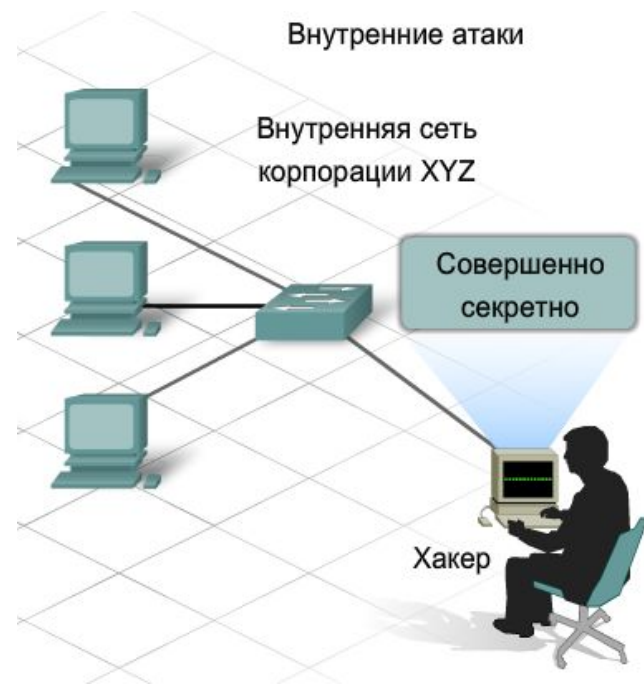 Внутренние атаки
Внутренняя сеть
корпорации XYZ
Совершенно
секретно
Хакер